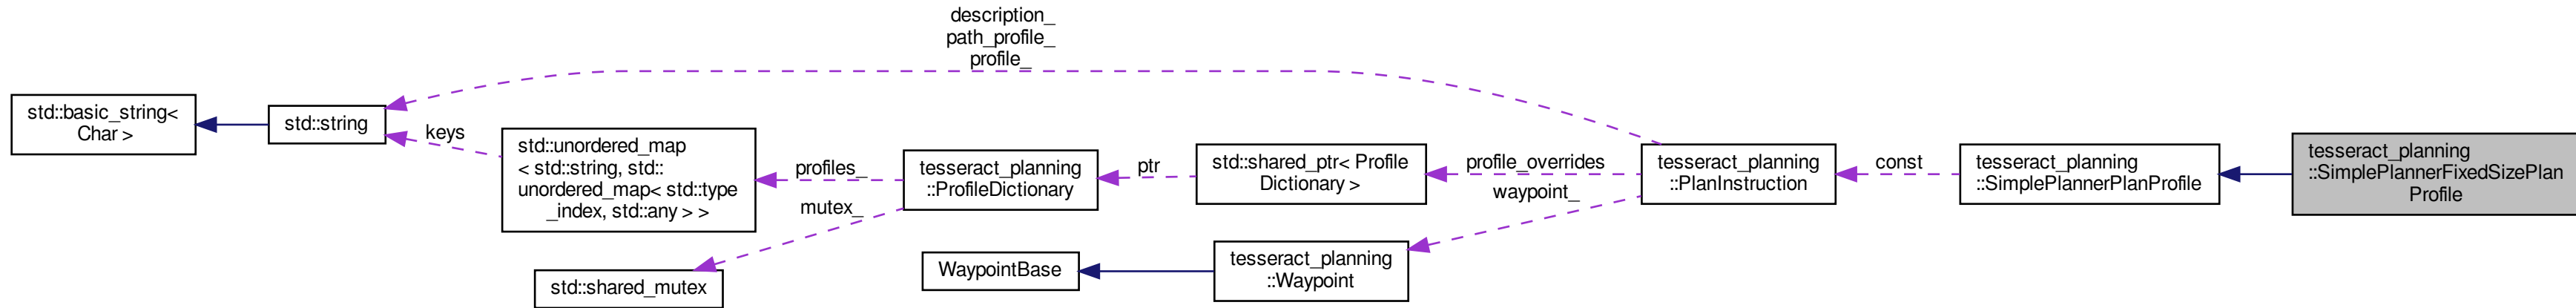 description_
path_profile_
profile_
std::basic_string<
Char >
std::string
keys
std::unordered_map
< std::string, std::
unordered_map< std::type
_index, std::any > >
profiles_
mutex_
std::shared_mutex
tesseract_planning
::ProfileDictionary
ptr
std::shared_ptr< Profile
Dictionary >
profile_overrides
waypoint_
WaypointBase
tesseract_planning
::Waypoint
tesseract_planning
::PlanInstruction
const
tesseract_planning
::SimplePlannerPlanProfile
tesseract_planning
::SimplePlannerFixedSizePlan
Profile